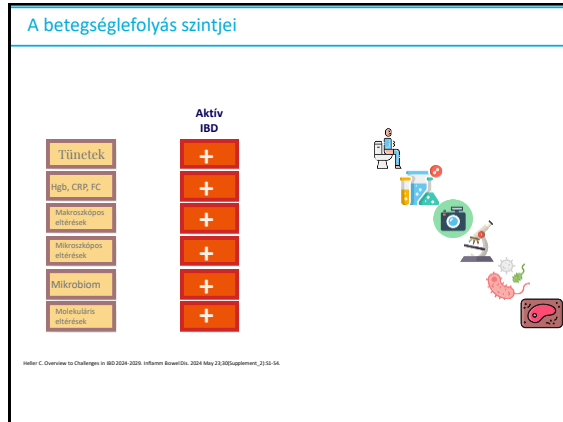 A betegséglefolyás szintjei
Aktív
IBD
Tünetek
+
Hgb, CRP, FC
+
Makroszkópos
eltérések
+
Mikroszkópos
eltérések
+
Mikrobiom
+
Molekuláris
eltérések
+
Heller C. Overview to Challenges in IBD 2024-2029. Inflamm Bowel Dis. 2024 May 23;30(Supplement_2):S1-S4.